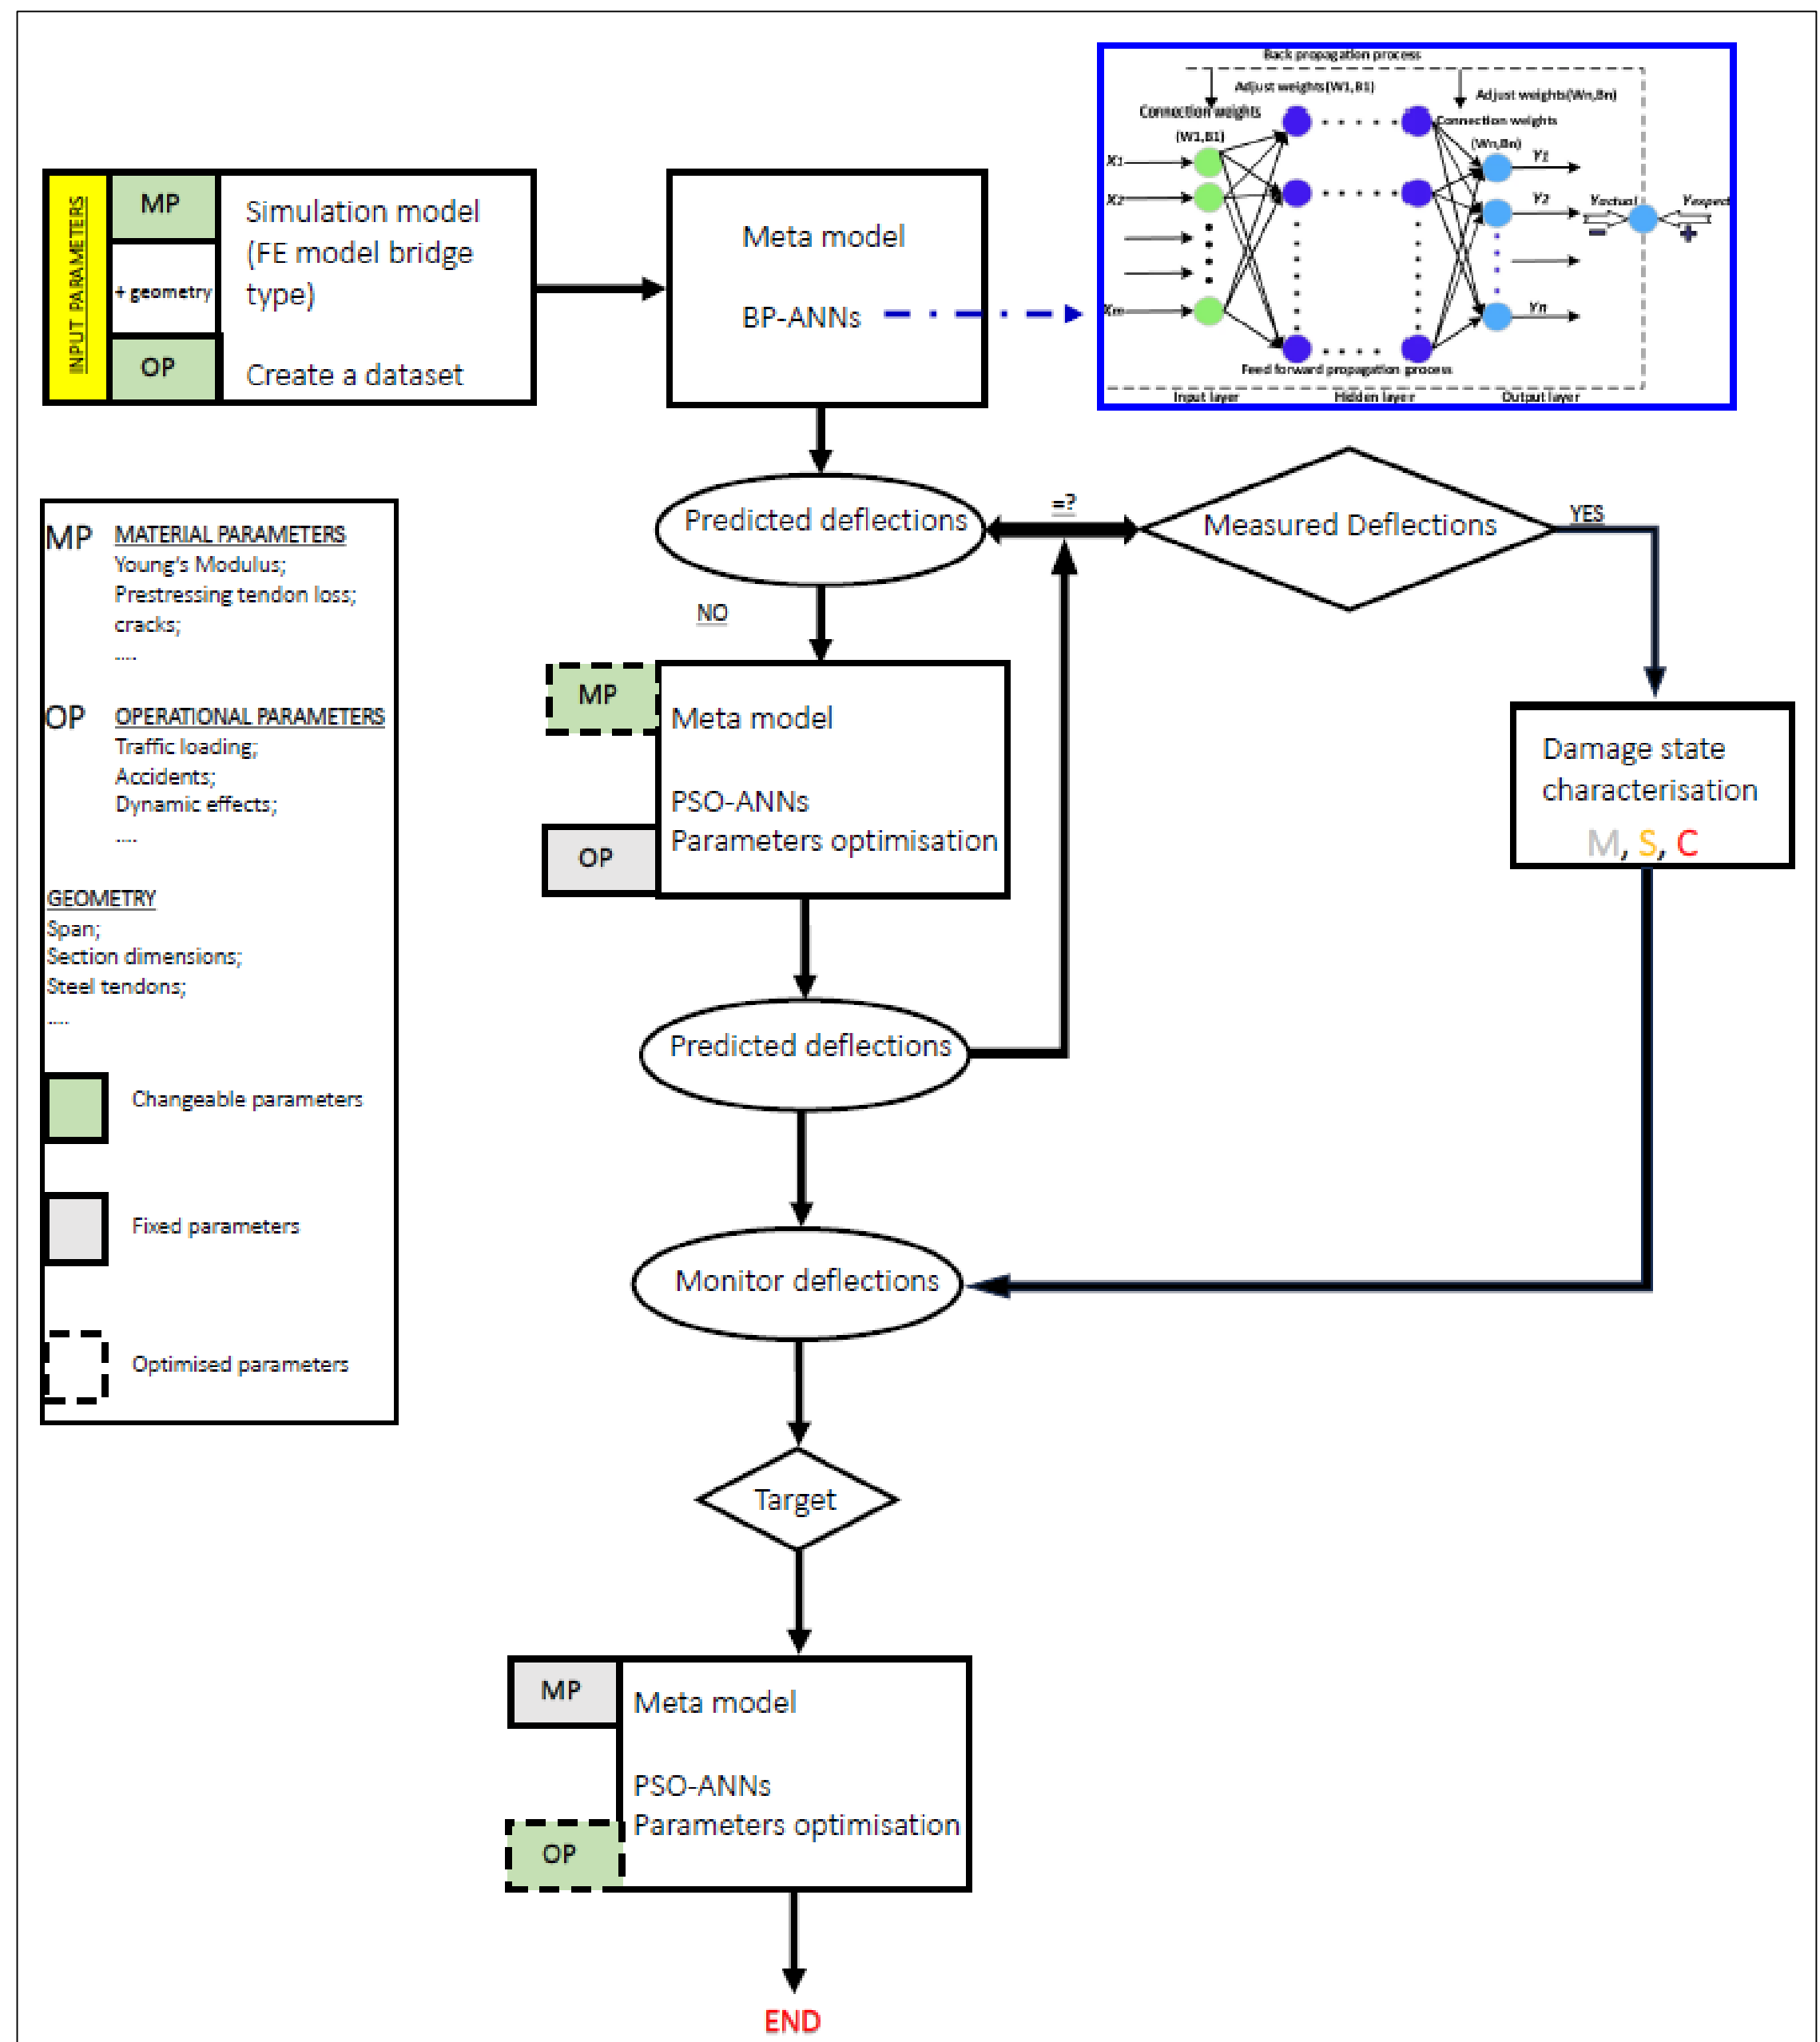 INPUT PARAMETERS
MP
+ geometry
OP
Simulation model
(FE model bridge
type)
Create a dataset
Meta model
BP-ANNs
Back propagation process
Adjust weights(W1,B1)
Adjust weights(Wn,Bn)
Connection weights
(W1,B1)
Connection weights
(Wn,Bn)
X1
X2
Xm
Y1
Y2
Yn
Yactual
Yexpect
Feed forward propagation process
Input layer
Hidden layer
Output layer
Predicted deflections
=?
Measured Deflections
YES
NO
MP MATERIAL PARAMETERS
Young's Modulus;
Prestressing tendon loss;
cracks;
.....
OP OPERATIONAL PARAMETERS
Traffic loading;
Accidents;
Dynamic effects;
.....
GEOMETRY
Span;
Section dimensions;
Steel tendons;
.....
Changeable parameters
Fixed parameters
Optimised parameters
MP
OP
Meta model
PSO-ANNs
Parameters optimisation
Damage state
characterisation
M, S, C
Predicted deflections
Monitor deflections
Target
MP
OP
Meta model
PSO-ANNs
Parameters optimisation
END